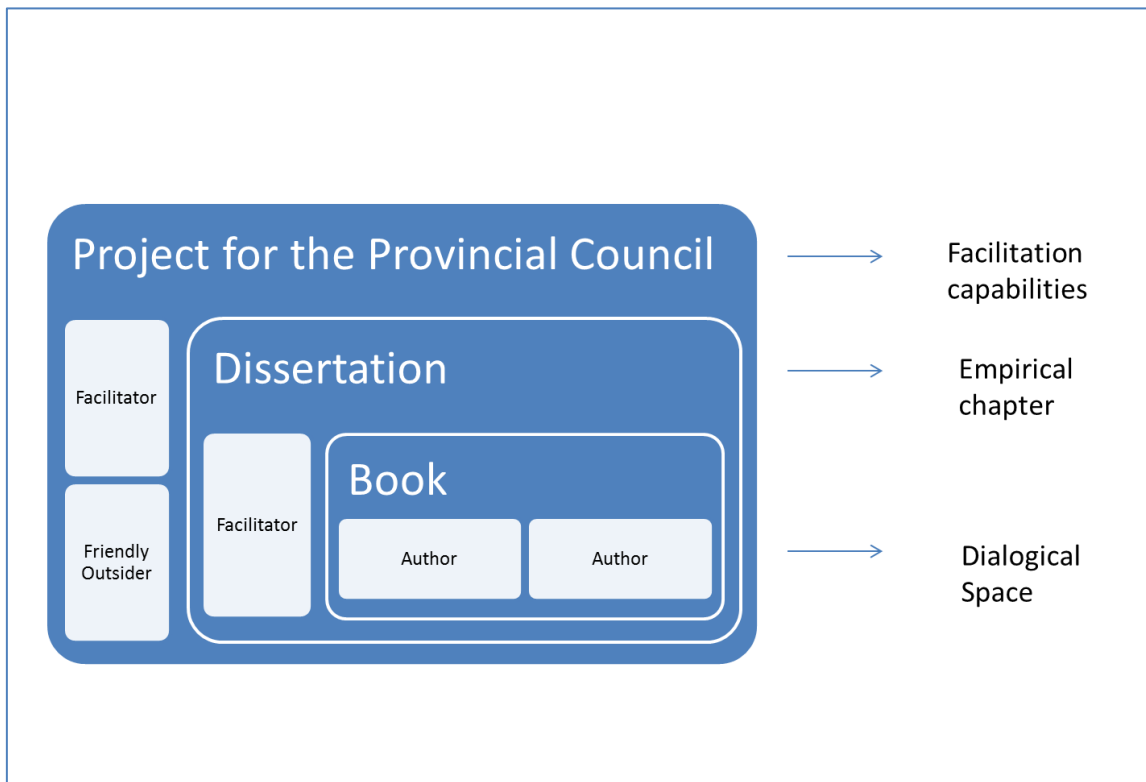 Project for the Provincial Council
Facilitation
capabilities
Facilitator
Dissertation
Empirical
chapter
Facilitator
Book
Friendly
Outsider
Author
Author
Dialogical
Space